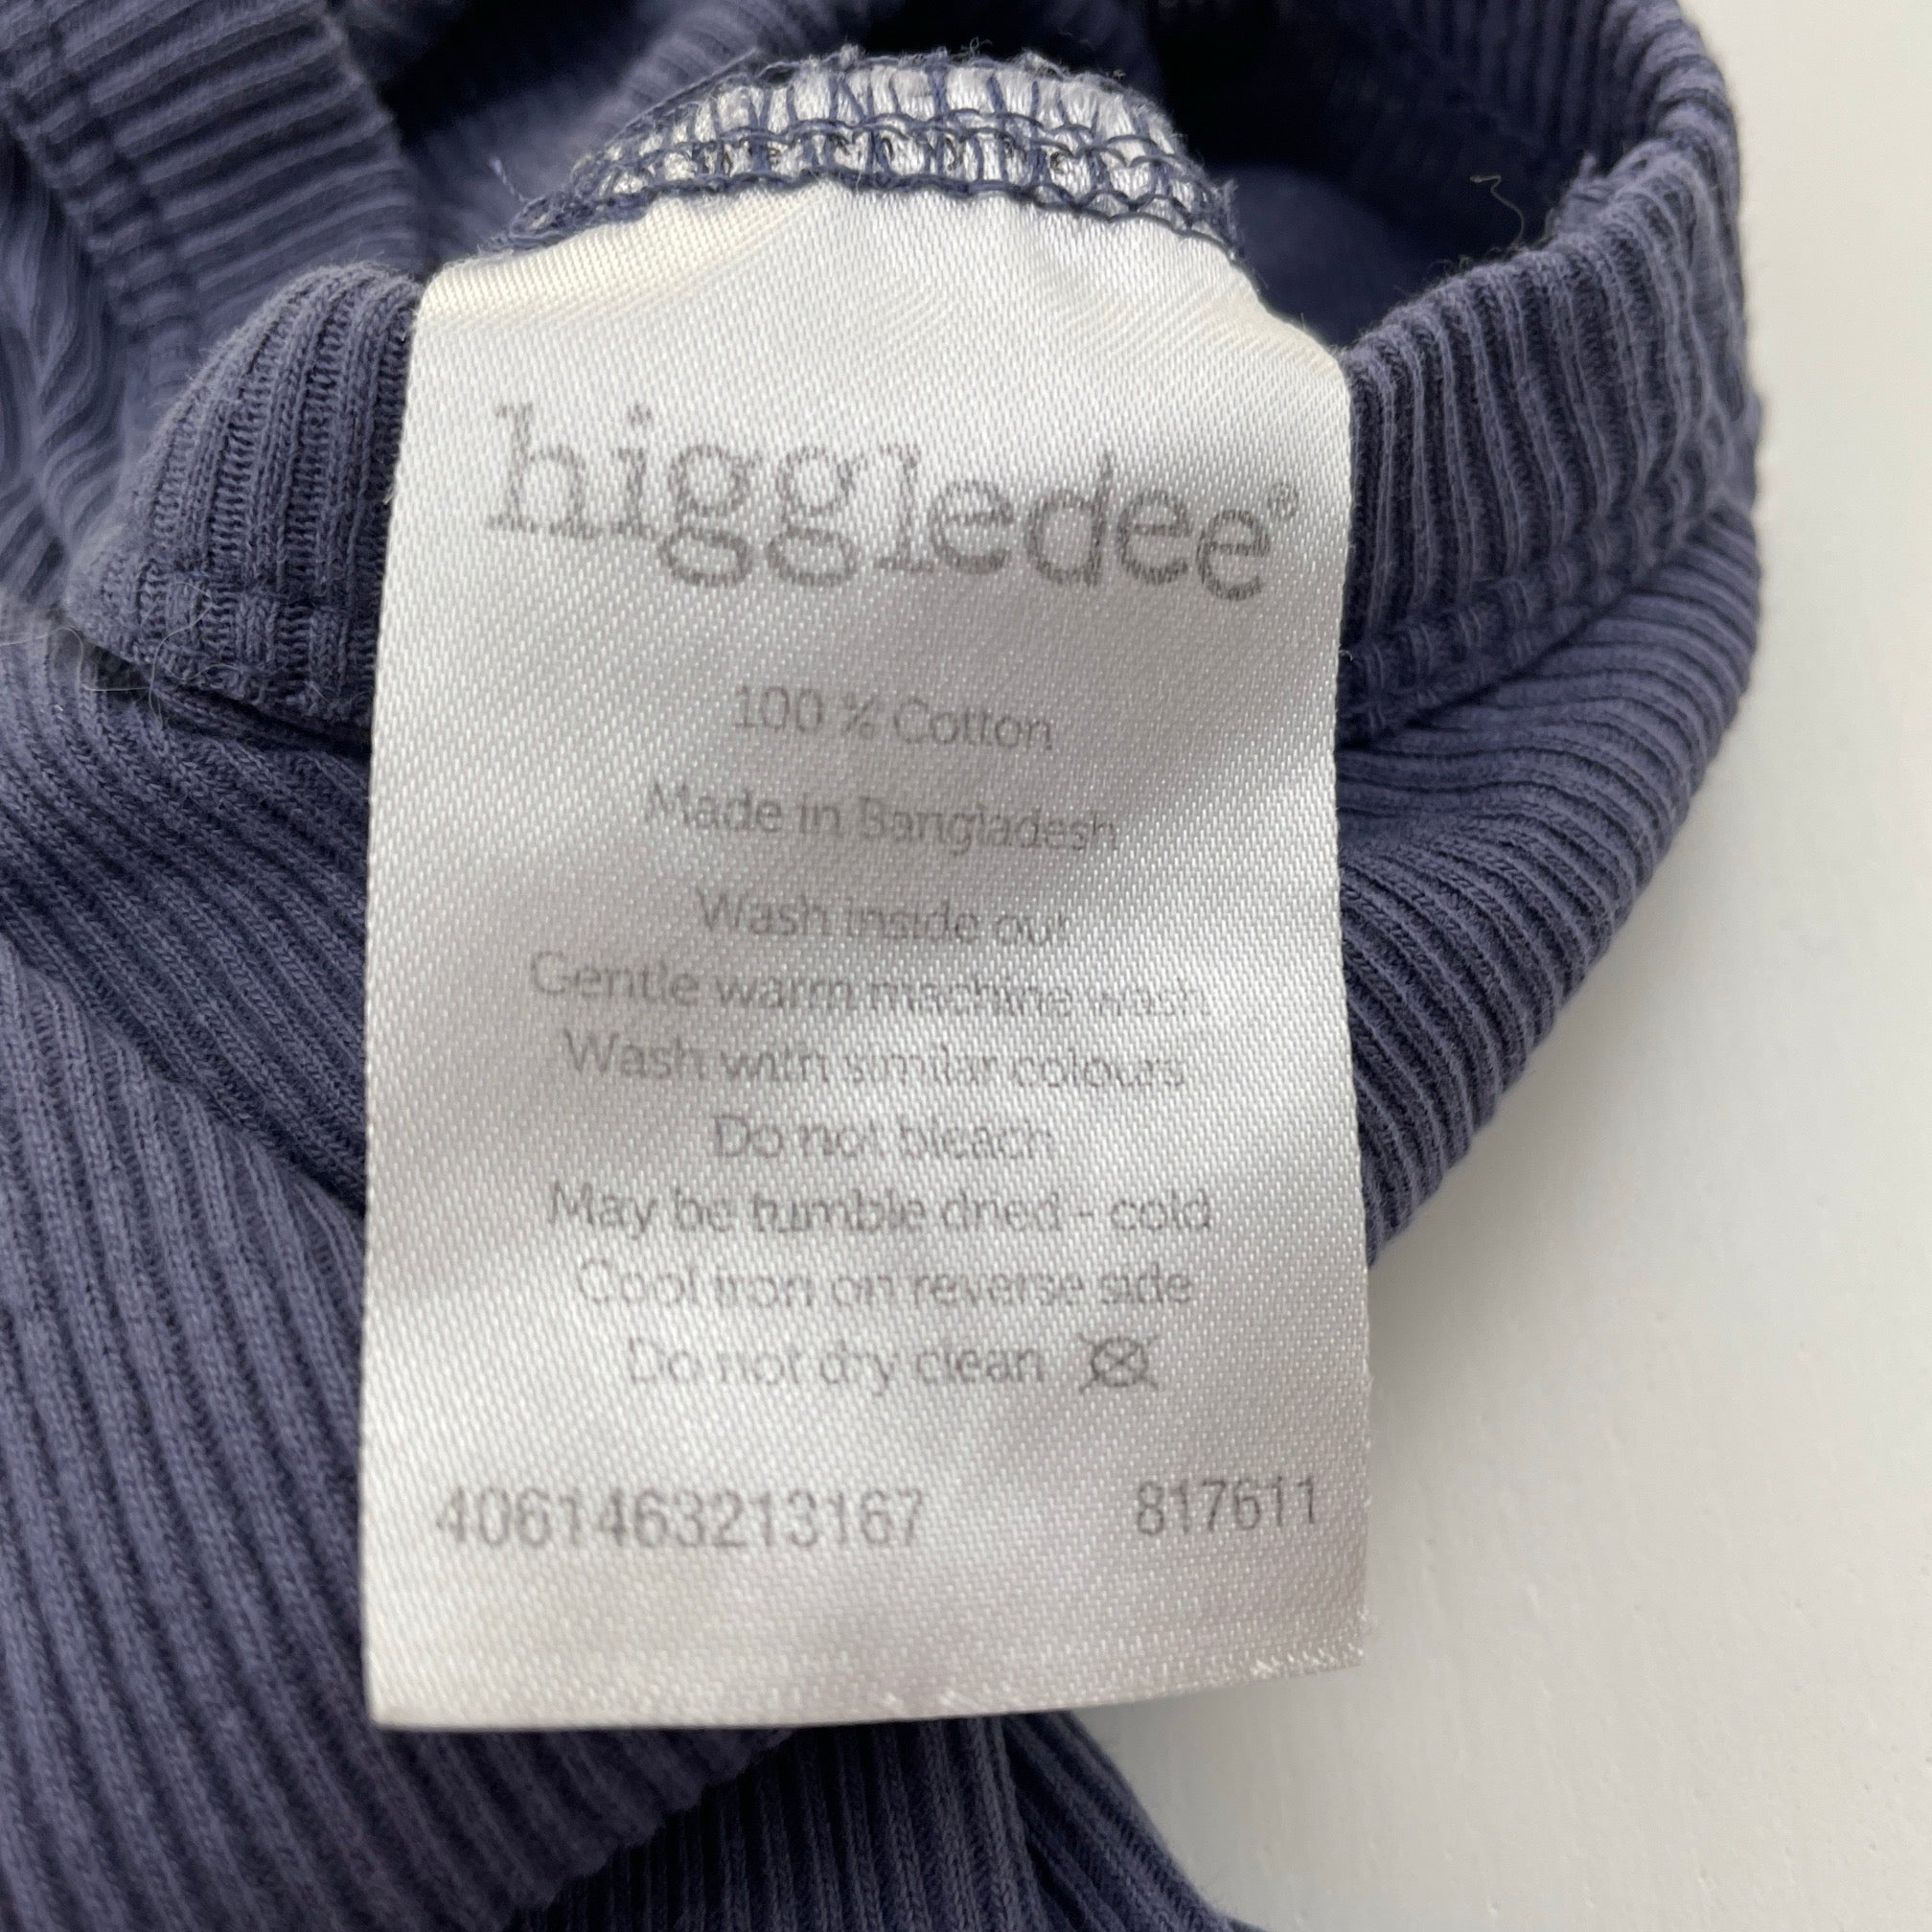 higgledee®
100 % Cotton
Made in Bangladesh
Wash inside out
Gentle warm machine wash
Wash with similar colours
Do not bleach
May be tumble dried - cold
Cool iron on reverse side
Do not dry clean
4061463213167 817611